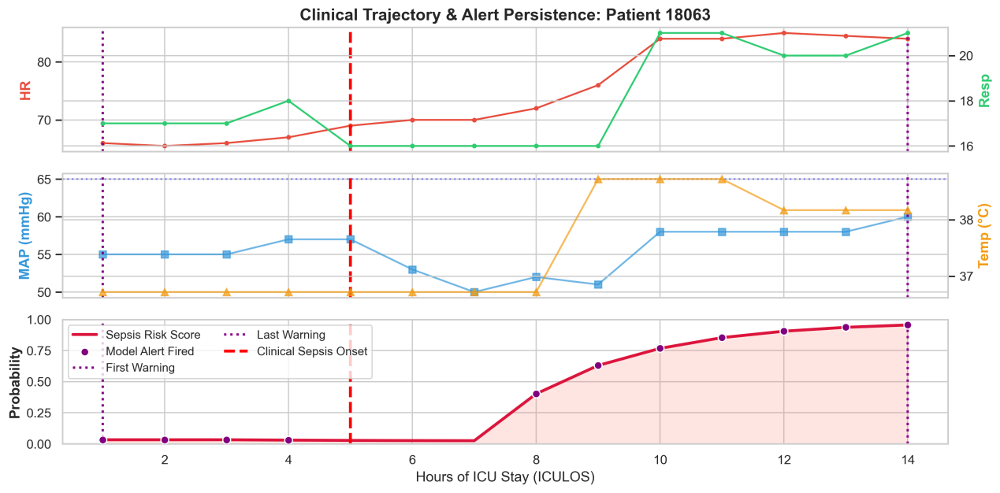 Clinical Trajectory & Alert Persistence: Patient 18063
80
70
HR
20
18
16
Resp
65
60
55
50
MAP (mmHg)
38
37
Temp (°C)
1.00
0.75
0.50
0.25
0.00
Probability
Sepsis Risk Score
Model Alert Fired
First Warning
Last Warning
Clinical Sepsis Onset
2 4 6 8 10 12 14
Hours of ICU Stay (ICULOS)